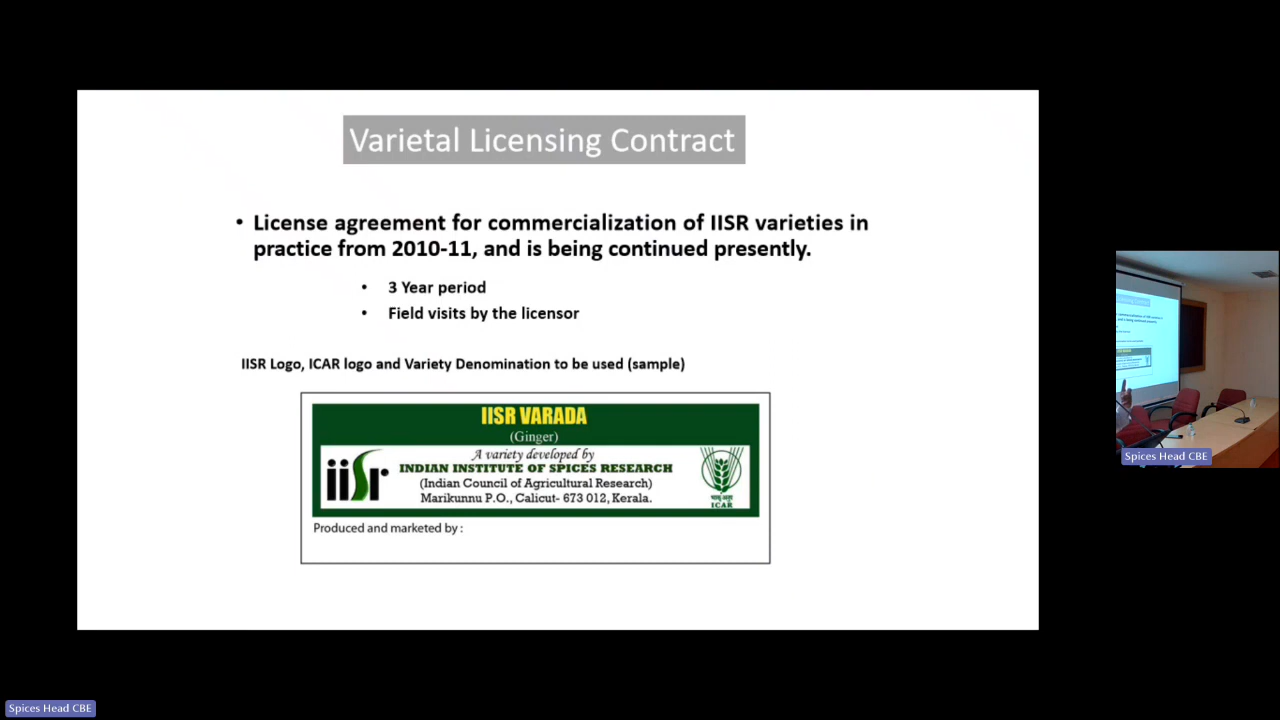 Varietal Licensing Contract
• License agreement for commercialization of IISR varieties in
practice from 2010-11, and is being continued presently.
• 3 Year period
• Field visits by the licensor
IISR Logo, ICAR logo and Variety Denomination to be used (sample)
IISR VARADA
(Ginger)
A variety developed by
iisr
INDIAN INSTITUTE OF SPICES RESEARCH
(Indian Council of Agricultural Research)
Marikunnu P.O., Calicut- 673 012, Kerala.
ICAR
Produced and marketed by :
Spices Head CBE
Spices Head CBE